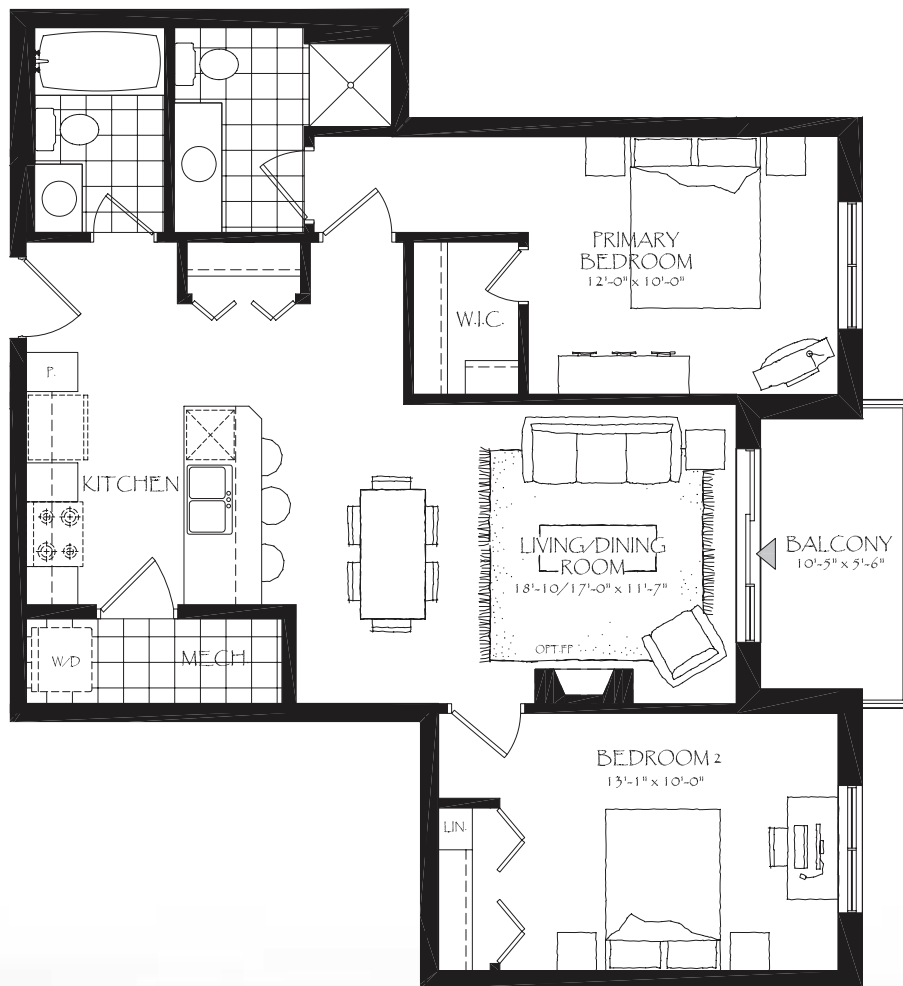 PRIMARY
BEDROOM
12'-0" x 10'-0"
W.I.C.
P.
KITCHEN
LIVING/DINING
ROOM
18'-10/17'-0" x 11'-7"
BALCONY
10'-5" x 5'-6"
OPT.FP
W/D
MECH
BEDROOM 2
13'-1" x 10'-0"
LIN.